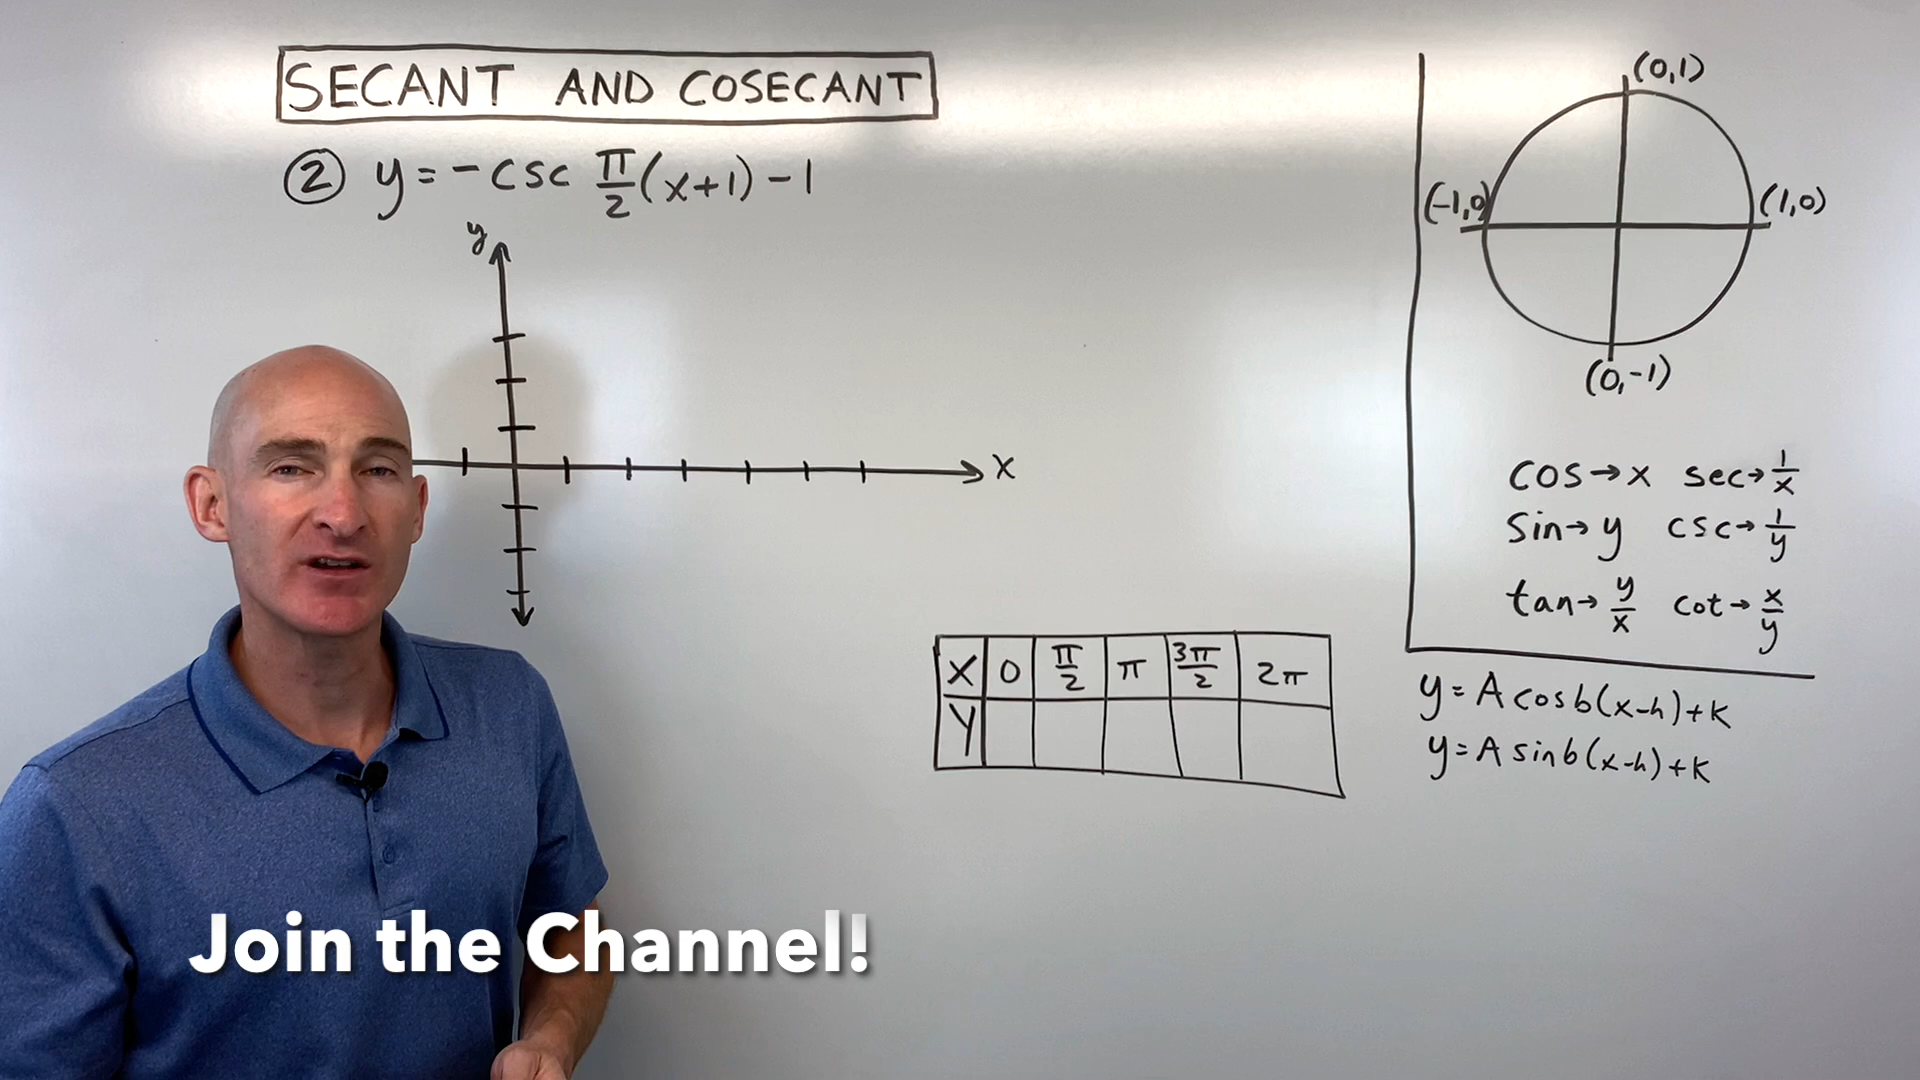 SECANT AND COSECANT
② y = -csc π/2 (x+1) - 1
y
x
(0,1)
(-1,0)
(1,0)
(0,-1)
cos→x sec→1/x
sin→y csc→1/y
tan→y/x cot→x/y
X 0 π/2 π 3π/2 2π
Y
y = A cos b(x-h)+k
y = A sin b(x-h)+k
Join the Channel!